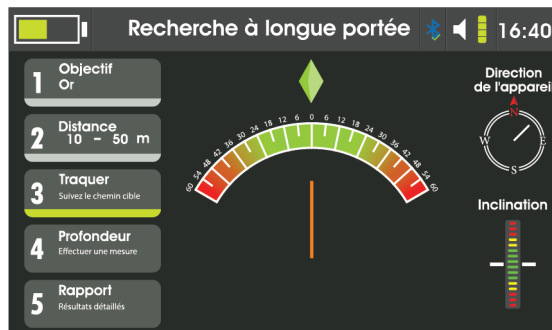 Recherche à longue portée
16:40
1 Objectif
Or
2 Distance
10 - 50 m
3 Traquer
Suivez le chemin cible
4 Profondeur
Effectuer une mesure
5 Rapport
Résultats détaillés
60 54 48 42 36 30 24 18 12 6 0 6 12 18 24 30 36 42 48 54 60
Direction
de l'appareil
N
W E
S
Inclination